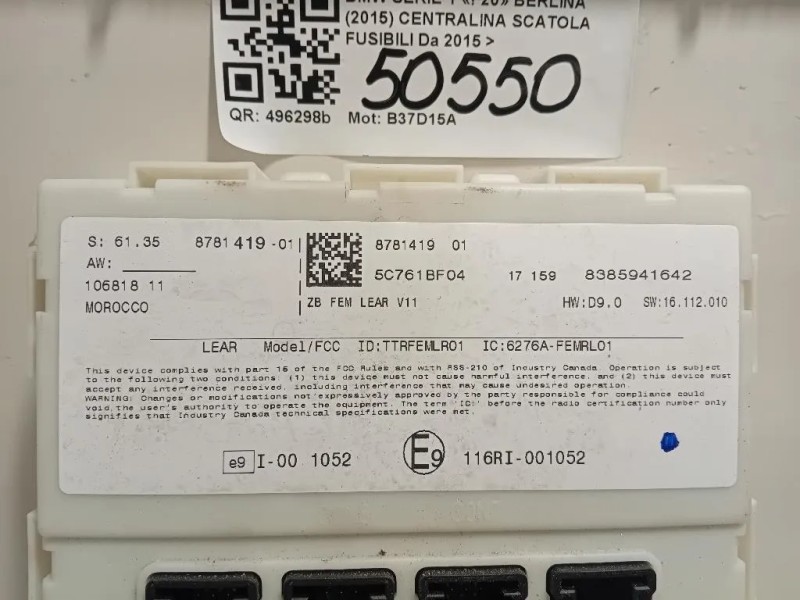 BMW SERIE 1 «F20» BERLINA
(2015) CENTRALINA SCATOLA
FUSIBILI Da 2015 >
50550
QR: 496298b Mot: B37D15A
S: 61.35 8781 419 -01 8781419 01
AW: 5C761BF04 17 159 8385941642
106818 11
MOROCCO ZB FEM LEAR V11 HW:D9.0 SW:16.112.010
LEAR Model/FCC ID:TTRFEMLR01 IC:6276A-FEMRL01
This device complies with part 15 of the FCC Rules and with RSS-210 of Industry Canada. Operation is subject
to the following two conditions: (1) this device must not cause harmful interference, and (2) this device must
accept any interference received, including interference that may cause undesired operation.
WARNING: Changes or modifications not expressively approved by the party responsible for compliance could
void the user's authority to operate the equipment. The term "IC:" before the radio certification number only
signifies that Industry Canada technical specifications were met.
e9 I-00 1052 E9 116RI-001052